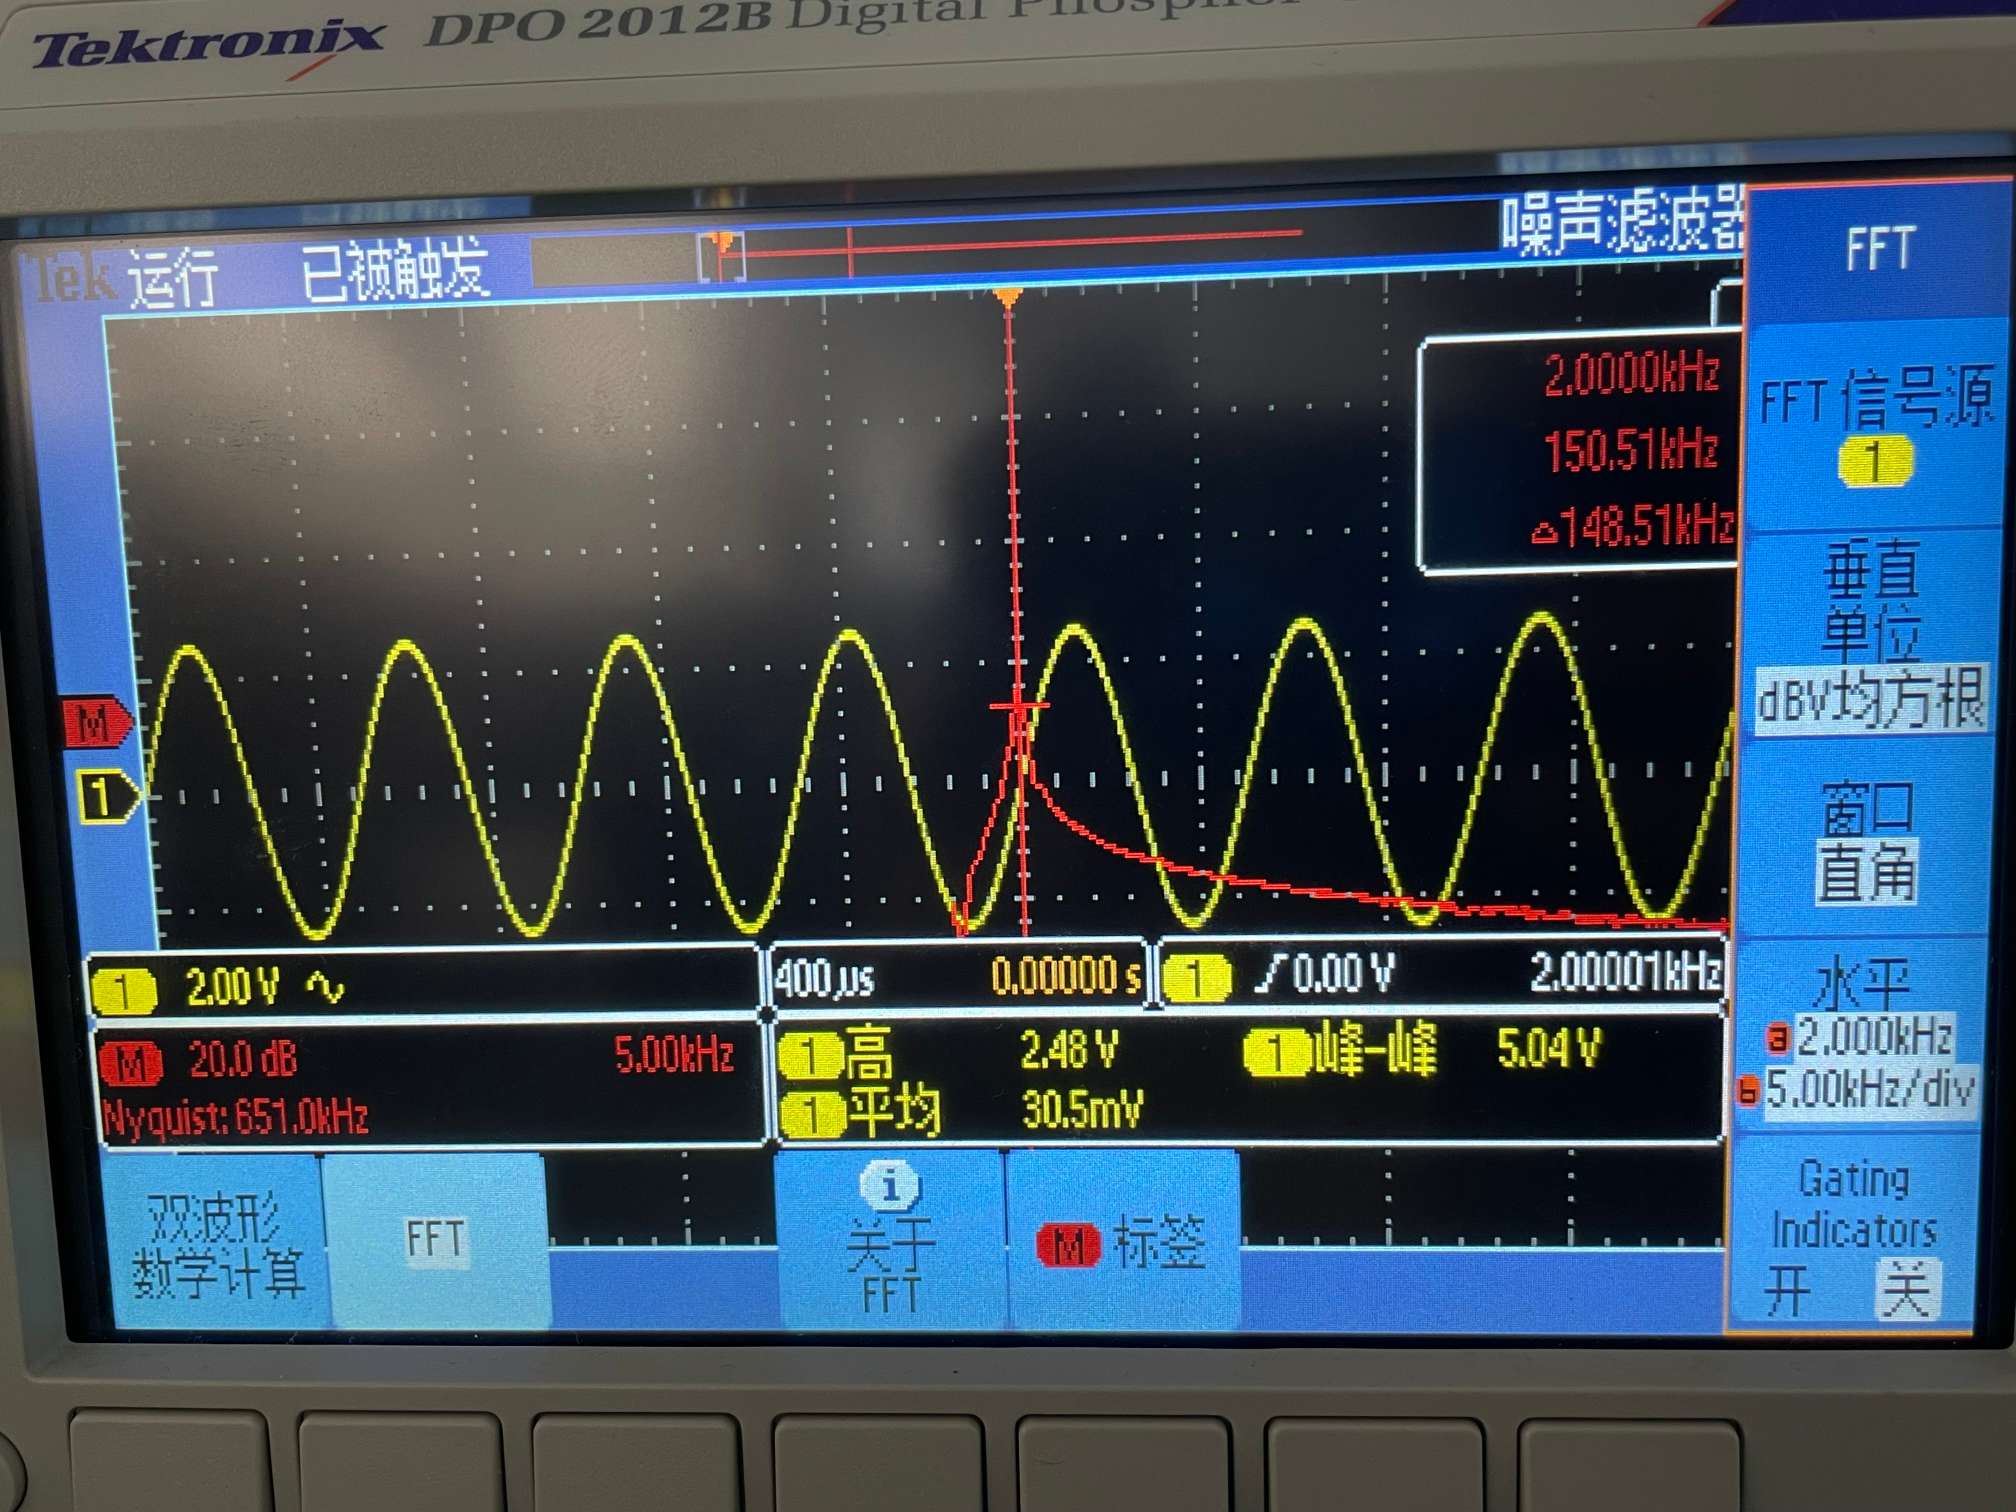 Tektronix DPO 2012B Digital Phosphor
Tek 运行 已被触发 噪声滤波器
FFT
2.0000kHz
150.51kHz
△148.51kHz
FFT 信号源
1
垂直
单位
dBV均方根
窗口
直角
水平
a 2.000kHz
b 5.00kHz/div
Gating
Indicators
开 关
M
1
1 2.00 V 400µs 0.00000 s 1 0.00 V 2.00001kHz
M 20.0 dB 5.00kHz
Nyquist: 651.0kHz
1 高 2.48 V 1 峰-峰 5.04 V
1 平均 30.5mV
双波形
数学计算
FFT
i
关于
FFT
M 标签